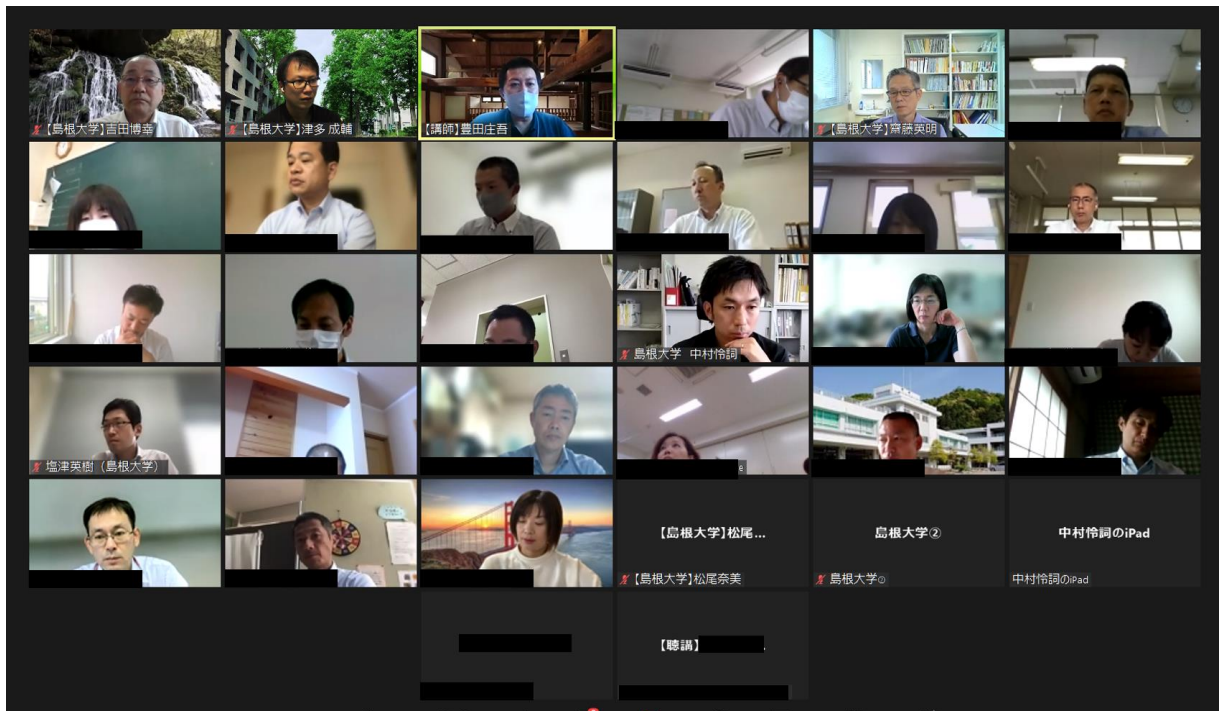 【島根大学】吉田博幸
【島根大学】津多 成輔
【講師】豊田庄吾
【島根大学】齋藤英明
島根大学 中村怜詞
塩津英樹（島根大学）
e
【島根大学】松尾...
【島根大学】松尾奈美
島根大学②
島根大学②
中村怜詞のiPad
中村怜詞のiPad
【聴講】